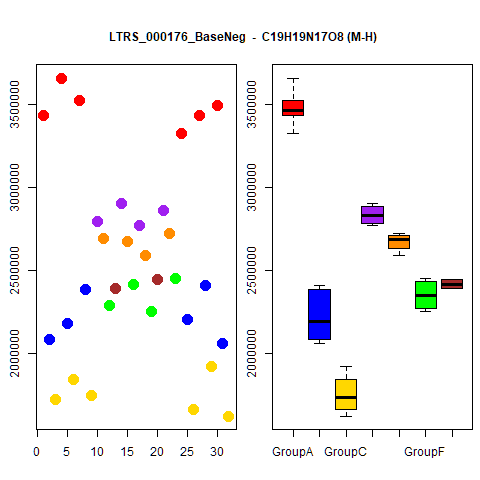 LTRS_000176_BaseNeg - C19H19N17O8 (M-H)
3500000
3000000
2500000
2000000
0 5 10 15 20 25 30
3500000
3000000
2500000
2000000
GroupA GroupC GroupF